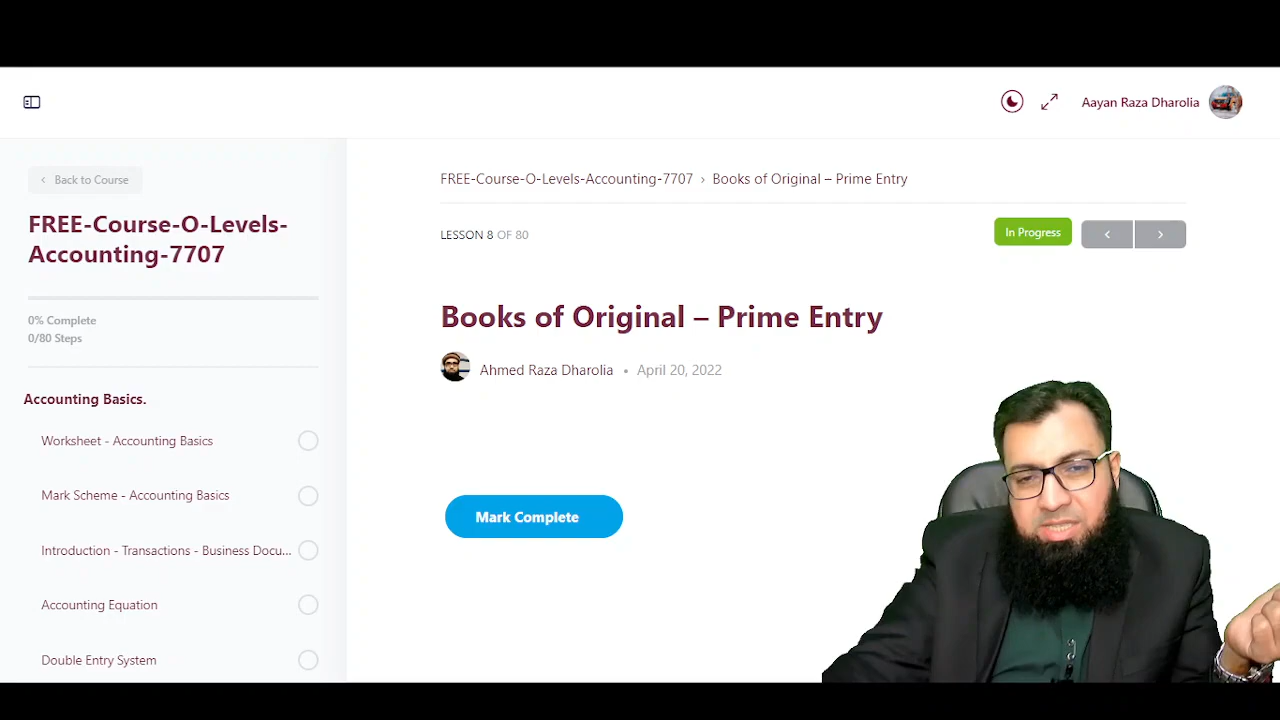 Aayan Raza Dharolia
Back to Course
FREE-Course-O-Levels-
Accounting-7707
0% Complete
0/80 Steps
Accounting Basics.
Worksheet - Accounting Basics
Mark Scheme - Accounting Basics
Introduction - Transactions - Business Docu...
Accounting Equation
Double Entry System
FREE-Course-O-Levels-Accounting-7707 › Books of Original – Prime Entry
LESSON 8 OF 80
In Progress
Books of Original – Prime Entry
Ahmed Raza Dharolia • April 20, 2022
Mark Complete